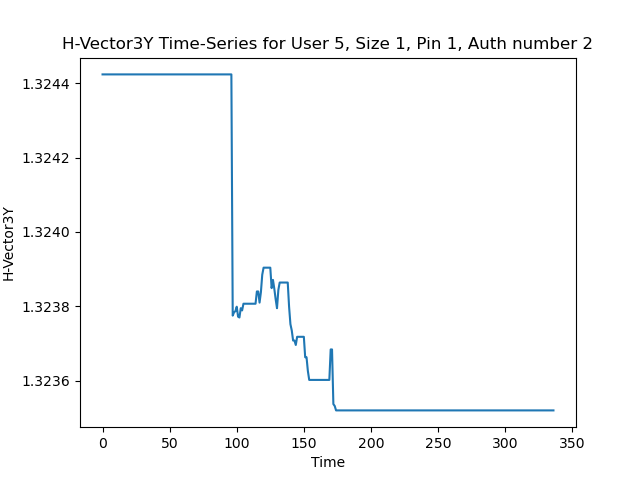 H-Vector3Y Time-Series for User 5, Size 1, Pin 1, Auth number 2
H-Vector3Y
1.3244
1.3242
1.3240
1.3238
1.3236
0 50 100 150 200 250 300 350
Time